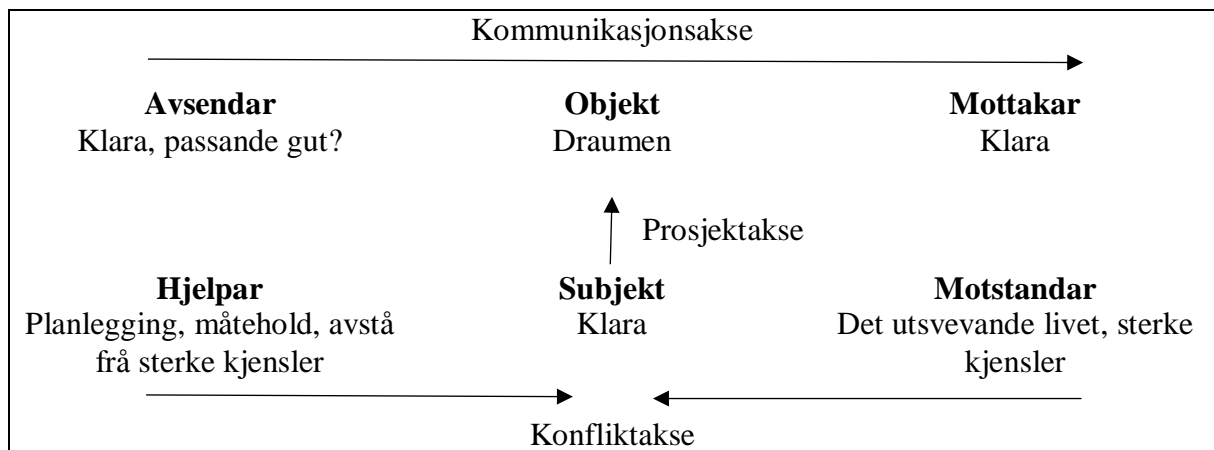 Kommunikasjonsakse
Avsendar Objekt Mottakar
Klara, passande gut? Draumen Klara
Prosjektakse
Hjelpar Subjekt Motstandar
Planlegging, måtehold, avstå Klara Det utsvevande livet, sterke
frå sterke kjensler kjensler
Konfliktakse